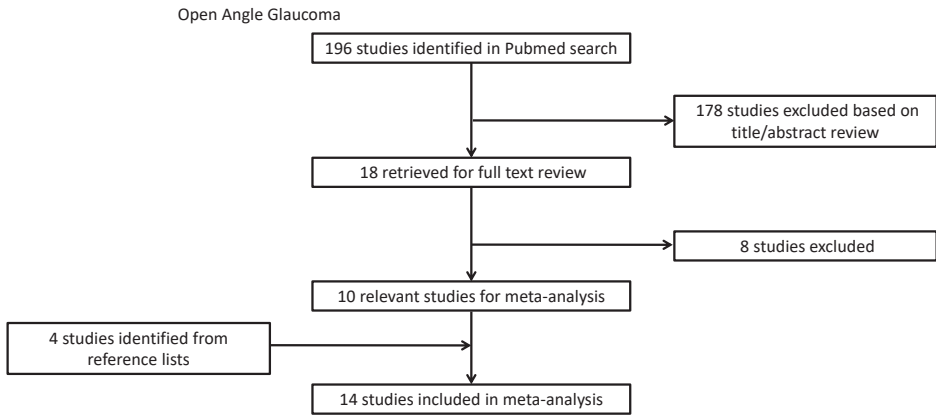 Open Angle Glaucoma
196 studies identified in Pubmed search
178 studies excluded based on
title/abstract review
18 retrieved for full text review
8 studies excluded
10 relevant studies for meta-analysis
4 studies identified from
reference lists
14 studies included in meta-analysis